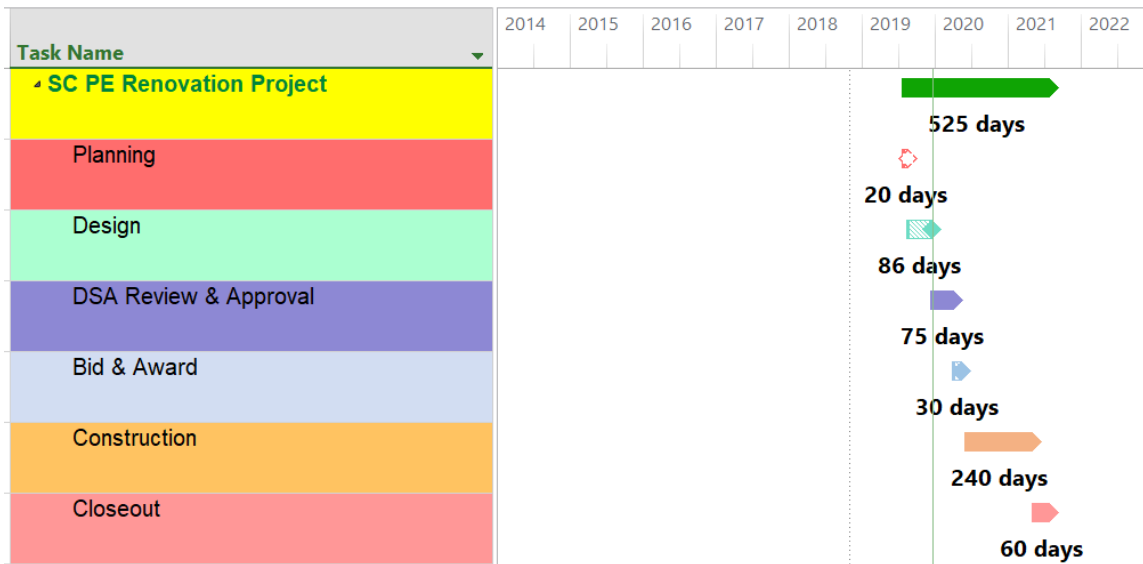 2014 2015 2016 2017 2018 2019 2020 2021 2022
Task Name
SC PE Renovation Project
525 days
Planning
20 days
Design
86 days
DSA Review & Approval
75 days
Bid & Award
30 days
Construction
240 days
Closeout
60 days